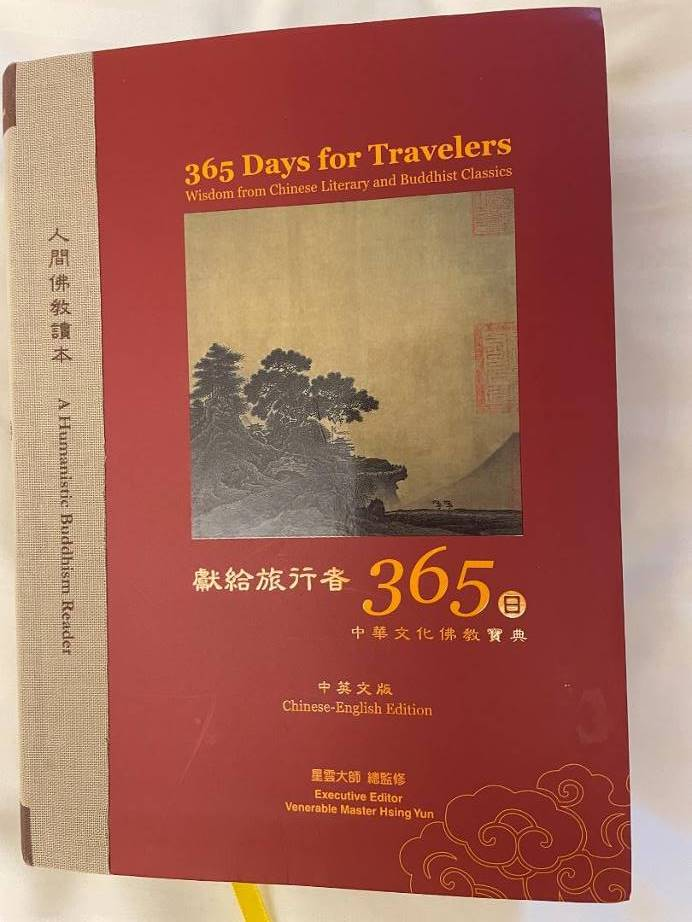 人間佛教讀本
A Humanistic Buddhism Reader
365 Days for Travelers
Wisdom from Chinese Literary and Buddhist Classics
獻給旅行者 365 日
中華文化佛教寶典
中英文版
Chinese-English Edition
星雲大師 總監修
Executive Editor
Venerable Master Hsing Yun